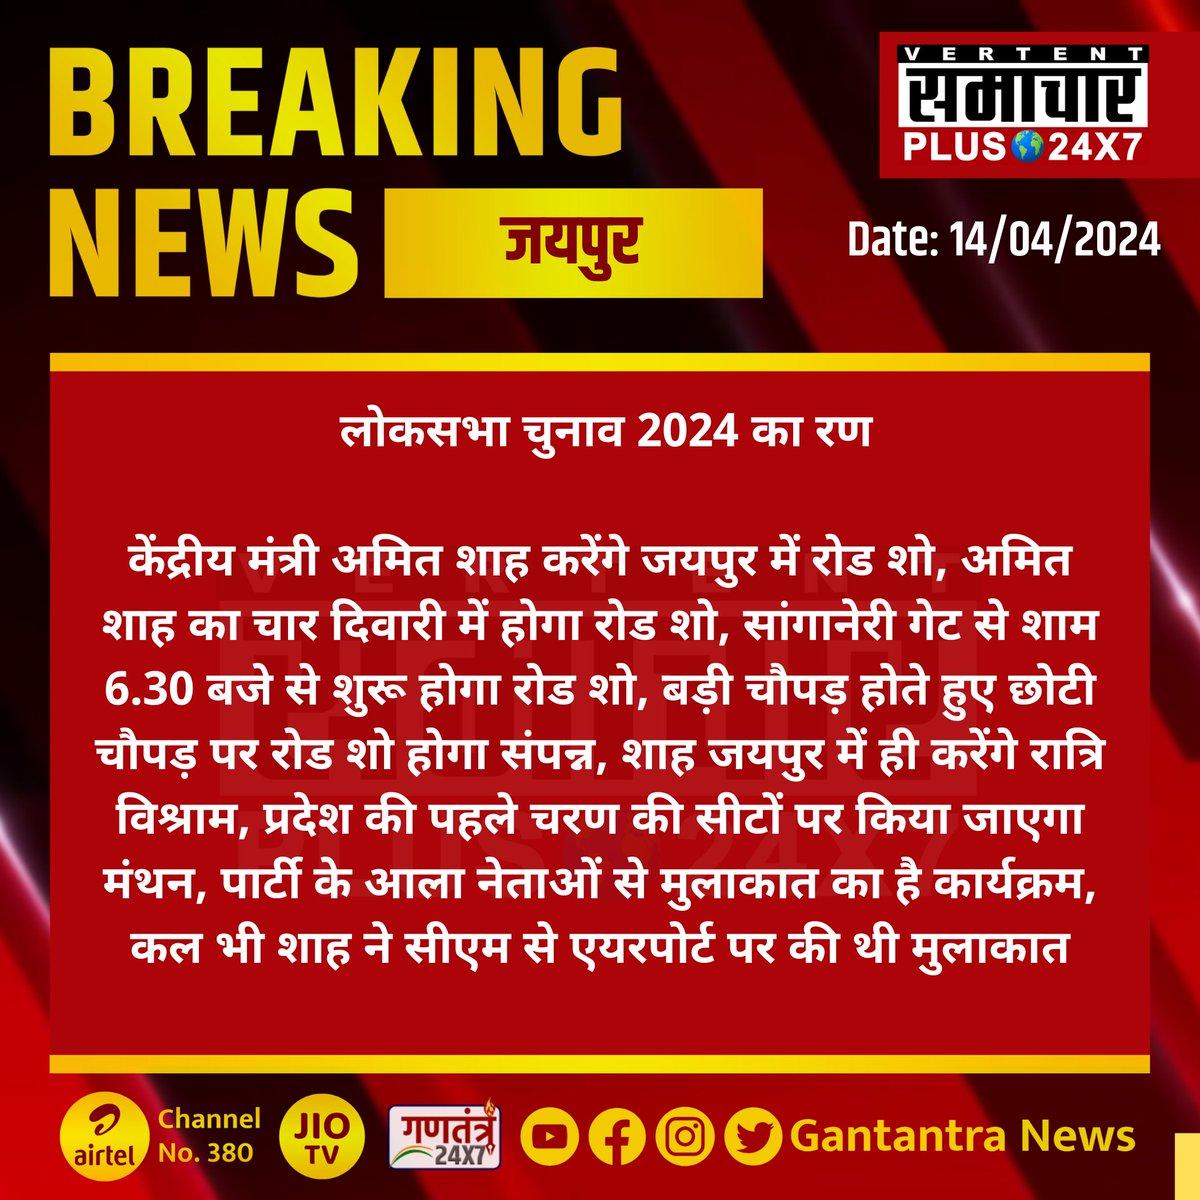 BREAKING
NEWS
जयपुर
VERTENT
समाचार
PLUS 24X7
Date: 14/04/2024
लोकसभा चुनाव 2024 का रण
केंद्रीय मंत्री अमित शाह करेंगे जयपुर में रोड शो, अमित
शाह का चार दिवारी में होगा रोड शो, सांगानेरी गेट से शाम
6.30 बजे से शुरू होगा रोड शो, बड़ी चौपड़ होते हुए छोटी
चौपड़ पर रोड शो होगा संपन्न, शाह जयपुर में ही करेंगे रात्रि
विश्राम, प्रदेश की पहले चरण की सीटों पर किया जाएगा
मंथन, पार्टी के आला नेताओं से मुलाकात का है कार्यक्रम,
कल भी शाह ने सीएम से एयरपोर्ट पर की थी मुलाकात
airtel
Channel
No. 380
JIO
TV
गणतंत्र
24X7
Gantantra News